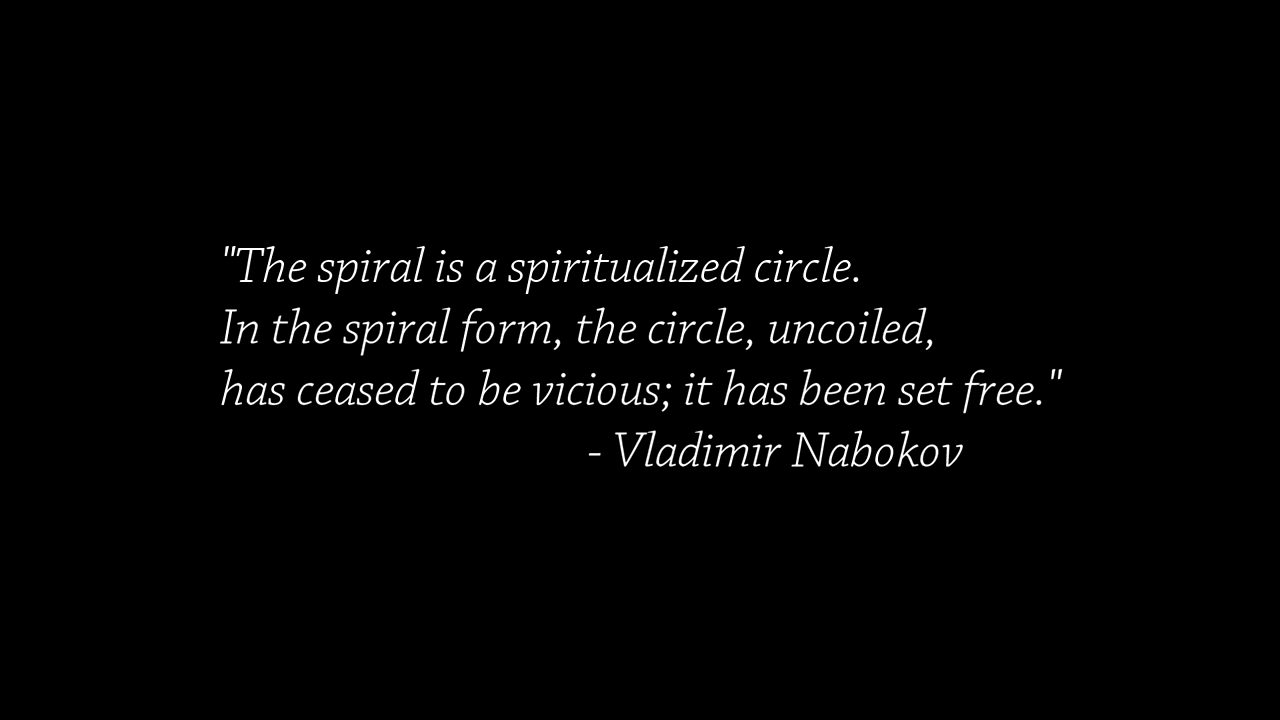 "The spiral is a spiritualized circle.
In the spiral form, the circle, uncoiled,
has ceased to be vicious; it has been set free."
- Vladimir Nabokov